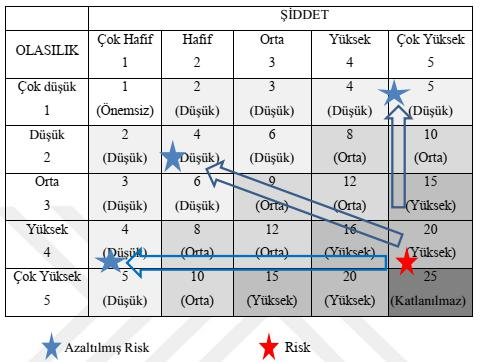 ŞİDDET
OLASILIK
Çok Hafif
1
Hafif
2
Orta
3
Yüksek
4
Çok Yüksek
5
Çok düşük
1
1
(Önemsiz)
2
(Düşük)
3
(Düşük)
4
(Düşük)
5
(Düşük)
Düşük
2
2
(Düşük)
4
(Düşük)
6
(Düşük)
8
(Orta)
10
(Orta)
Orta
3
3
(Düşük)
6
(Düşük)
9
(Orta)
12
(Orta)
15
(Yüksek)
Yüksek
4
4
(Düşük)
8
(Orta)
12
(Orta)
16
(Yüksek)
20
(Yüksek)
Çok Yüksek
5
5
(Düşük)
10
(Orta)
15
(Yüksek)
20
(Yüksek)
25
(Katlanılmaz)
Azaltılmış Risk
Risk